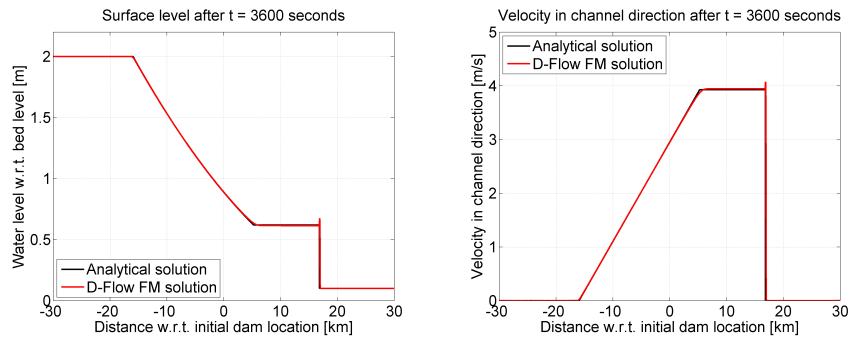 Surface level after t = 3600 seconds
Water level w.r.t. bed level [m]
2
1.5
1
0.5
0
Analytical solution
D-Flow FM solution
-30 -20 -10 0 10 20 30
Distance w.r.t. initial dam location [km]
Velocity in channel direction after t = 3600 seconds
Velocity in channel direction [m/s]
5
4
3
2
1
0
Analytical solution
D-Flow FM solution
-30 -20 -10 0 10 20 30
Distance w.r.t. initial dam location [km]